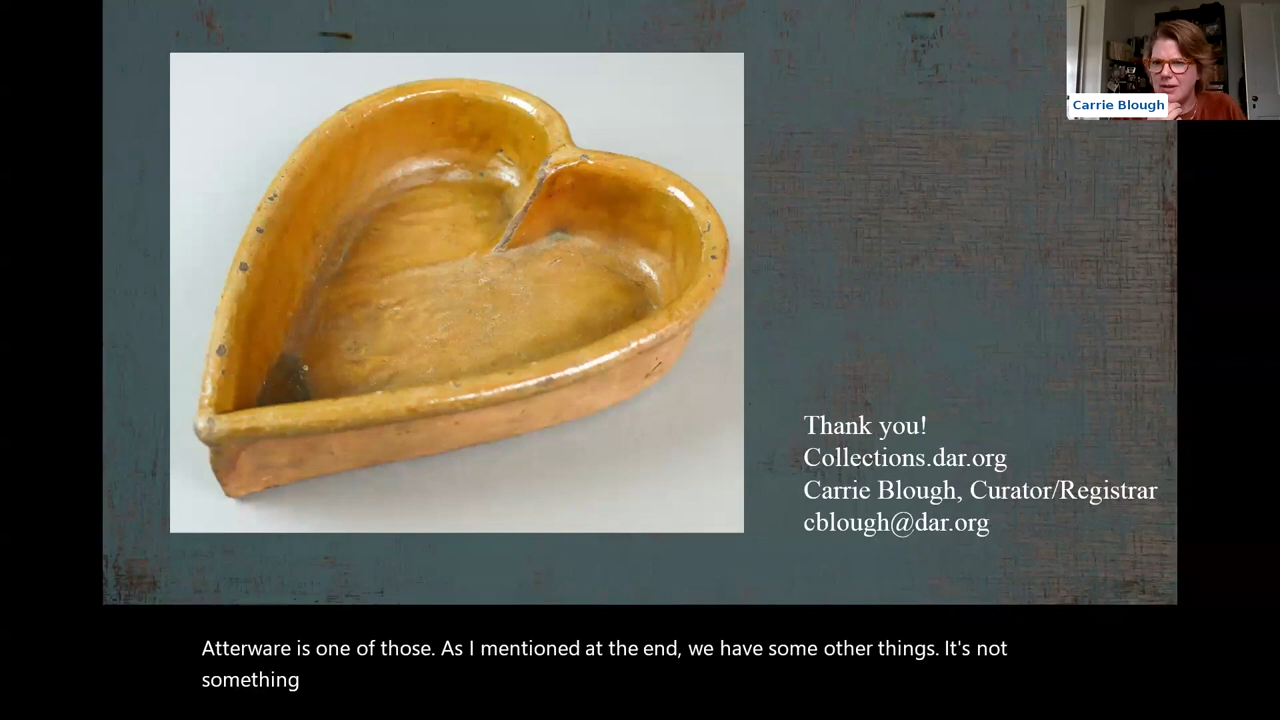 Carrie Blough
Thank you!
Collections.dar.org
Carrie Blough, Curator/Registrar
cblough@dar.org
Atterware is one of those. As I mentioned at the end, we have some other things. It's not
something